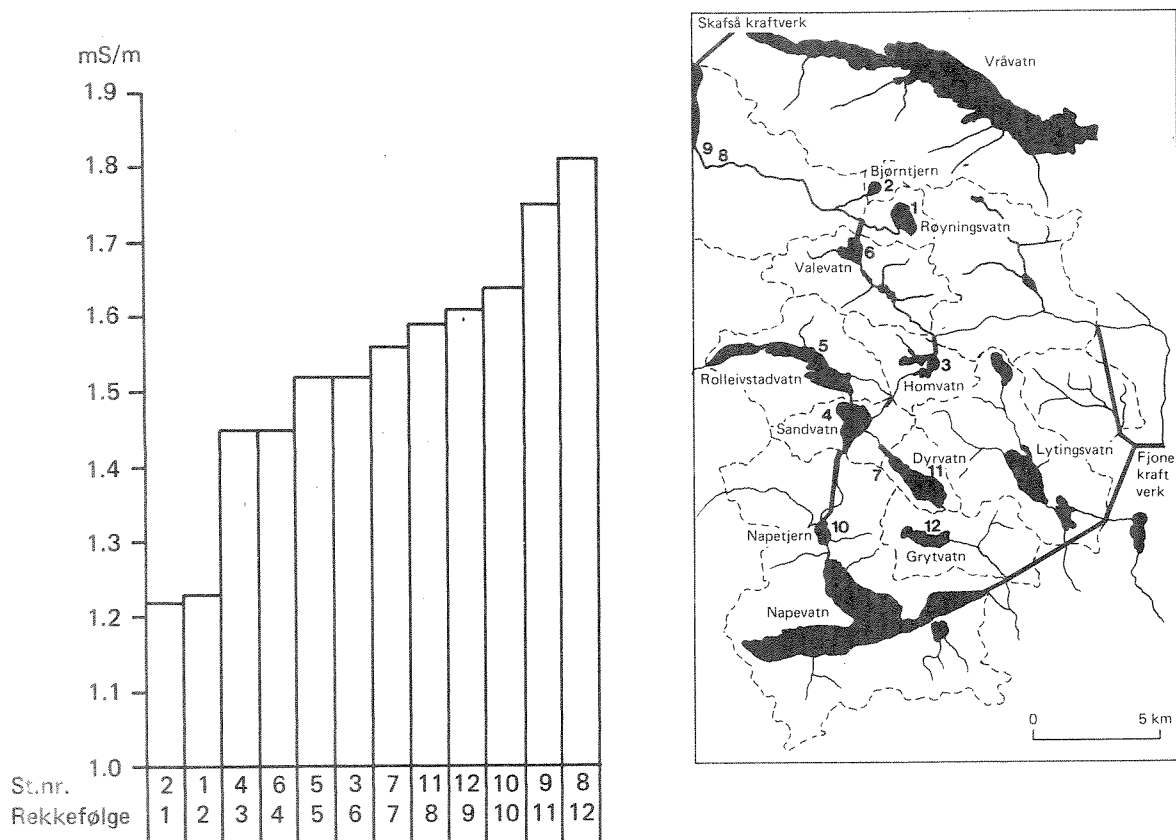 mS/m
1.9
1.8
1.7
1.6
1.5
1.4
1.3
1.2
1.1
1.0
St.nr. 2 1 4 6 5 3 7 11 12 10 9 8
Rekkefølge 1 2 3 4 5 6 7 8 9 10 11 12
Skafså kraftverk
Vråvatn
9 8
Bjørntjern
2
1
Røyningsvatn
6
Valevatn
5
3
Rolleivstadvatn
Homvatn
4
Sandvatn
Dyrvatn
Lytingsvatn
Fjone
kraft
verk
7
11
10
12
Napetjern
Grytvatn
Napevatn
0 5 km